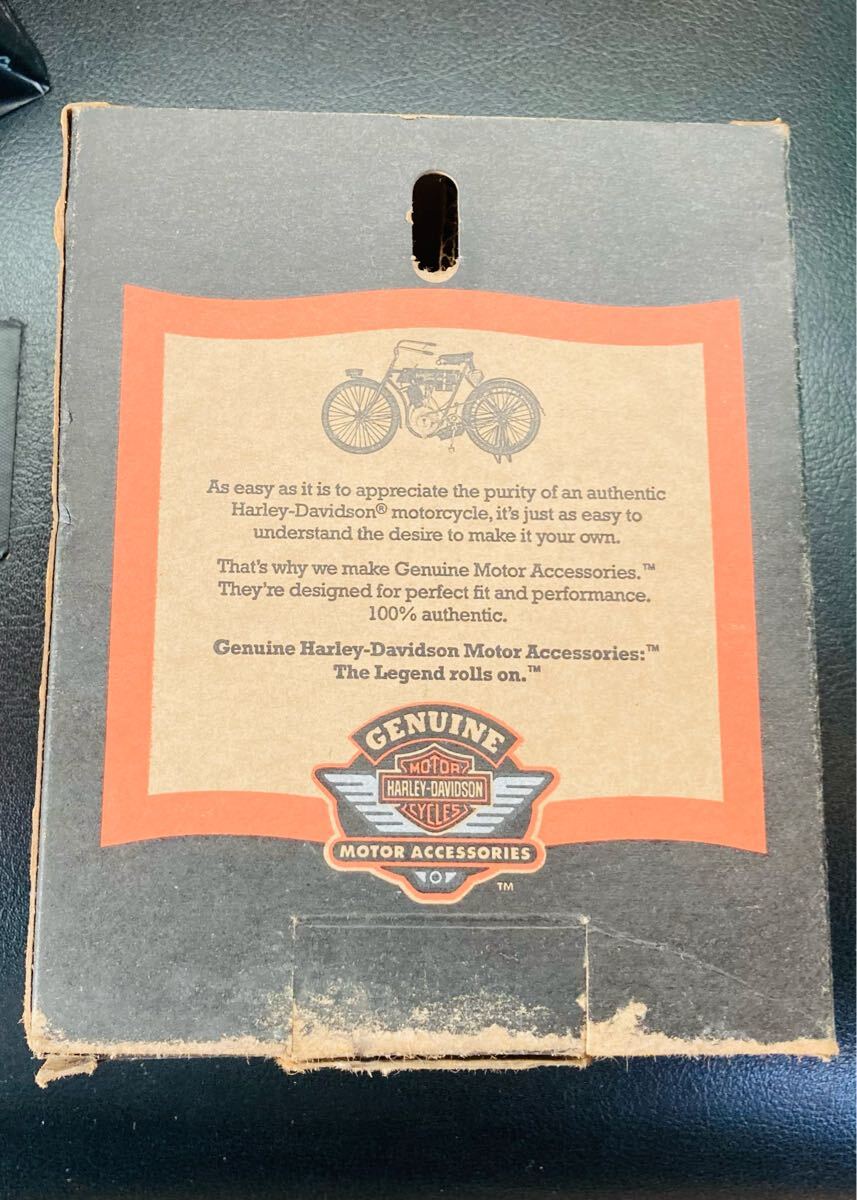 As easy as it is to appreciate the purity of an authentic
Harley-Davidson® motorcycle, it's just as easy to
understand the desire to make it your own.
That's why we make Genuine Motor Accessories.™
They're designed for perfect fit and performance.
100% authentic.
Genuine Harley-Davidson Motor Accessories:™
The Legend rolls on.™
GENUINE
MOTOR
HARLEY-DAVIDSON
CYCLES
MOTOR ACCESSORIES
TM